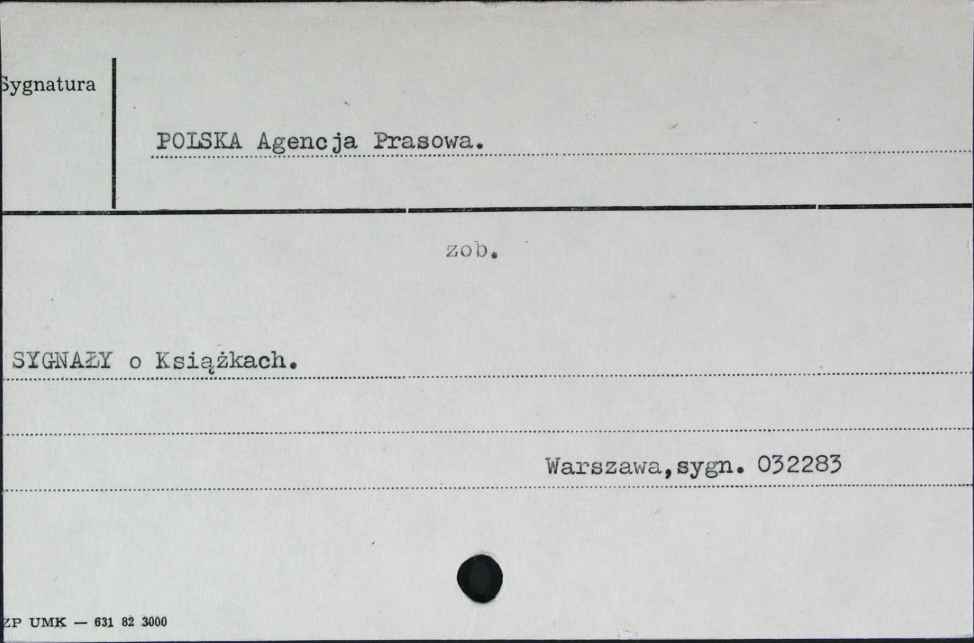 Sygnatura
POLSKA Agencja Prasowa.
zob.
SYGNAŁY o Książkach.
Warszawa,sygn. 032283
ZP UMK — 631 82 3000